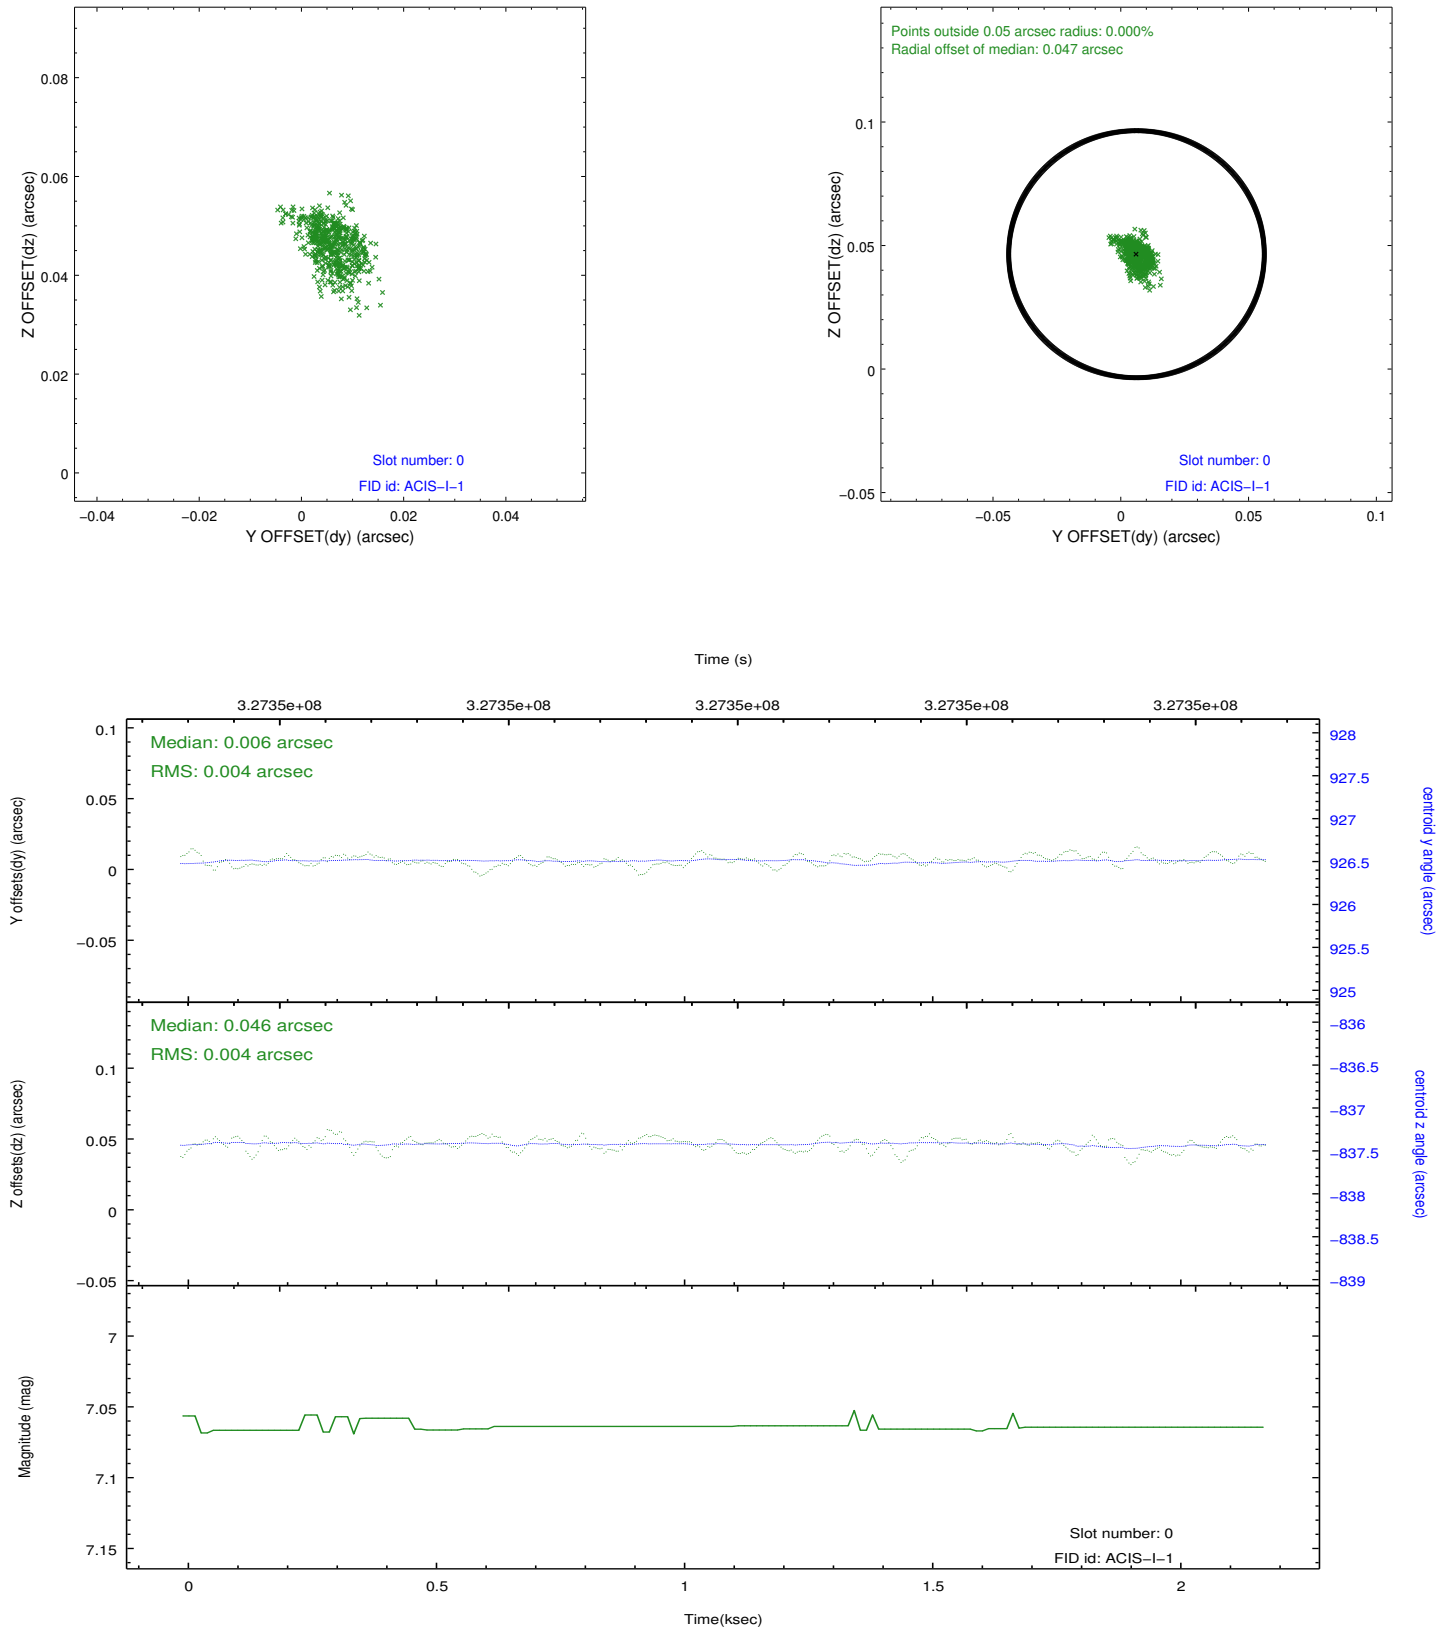 0.08
0.06
0.04
0.02
0
Z OFFSET(dz) (arcsec)
Slot number: 0
FID id: ACIS−I−1
−0.04
−0.02
0
0.02
0.04
Y OFFSET(dy) (arcsec)
Points outside 0.05 arcsec radius: 0.000%
Radial offset of median: 0.047 arcsec
0.1
0.05
0
−0.05
Z OFFSET(dz) (arcsec)
Slot number: 0
FID id: ACIS−I−1
−0.05
0
0.05
0.1
Y OFFSET(dy) (arcsec)
Time (s)
3.2735e+08
3.2735e+08
3.2735e+08
3.2735e+08
3.2735e+08
Median: 0.006 arcsec
RMS: 0.004 arcsec
0.1
0.05
0
−0.05
Y offsets(dy) (arcsec)
928
927.5
927
926.5
926
925.5
925
centroid y angle (arcsec)
Median: 0.046 arcsec
RMS: 0.004 arcsec
0.1
0.05
0
−0.05
Z offsets(dz) (arcsec)
−836
−836.5
−837
−837.5
−838
−838.5
−839
centroid z angle (arcsec)
7
7.05
7.1
7.15
Magnitude (mag)
Slot number: 0
FID id: ACIS−I−1
0
0.5
1
1.5
2
Time(ksec)